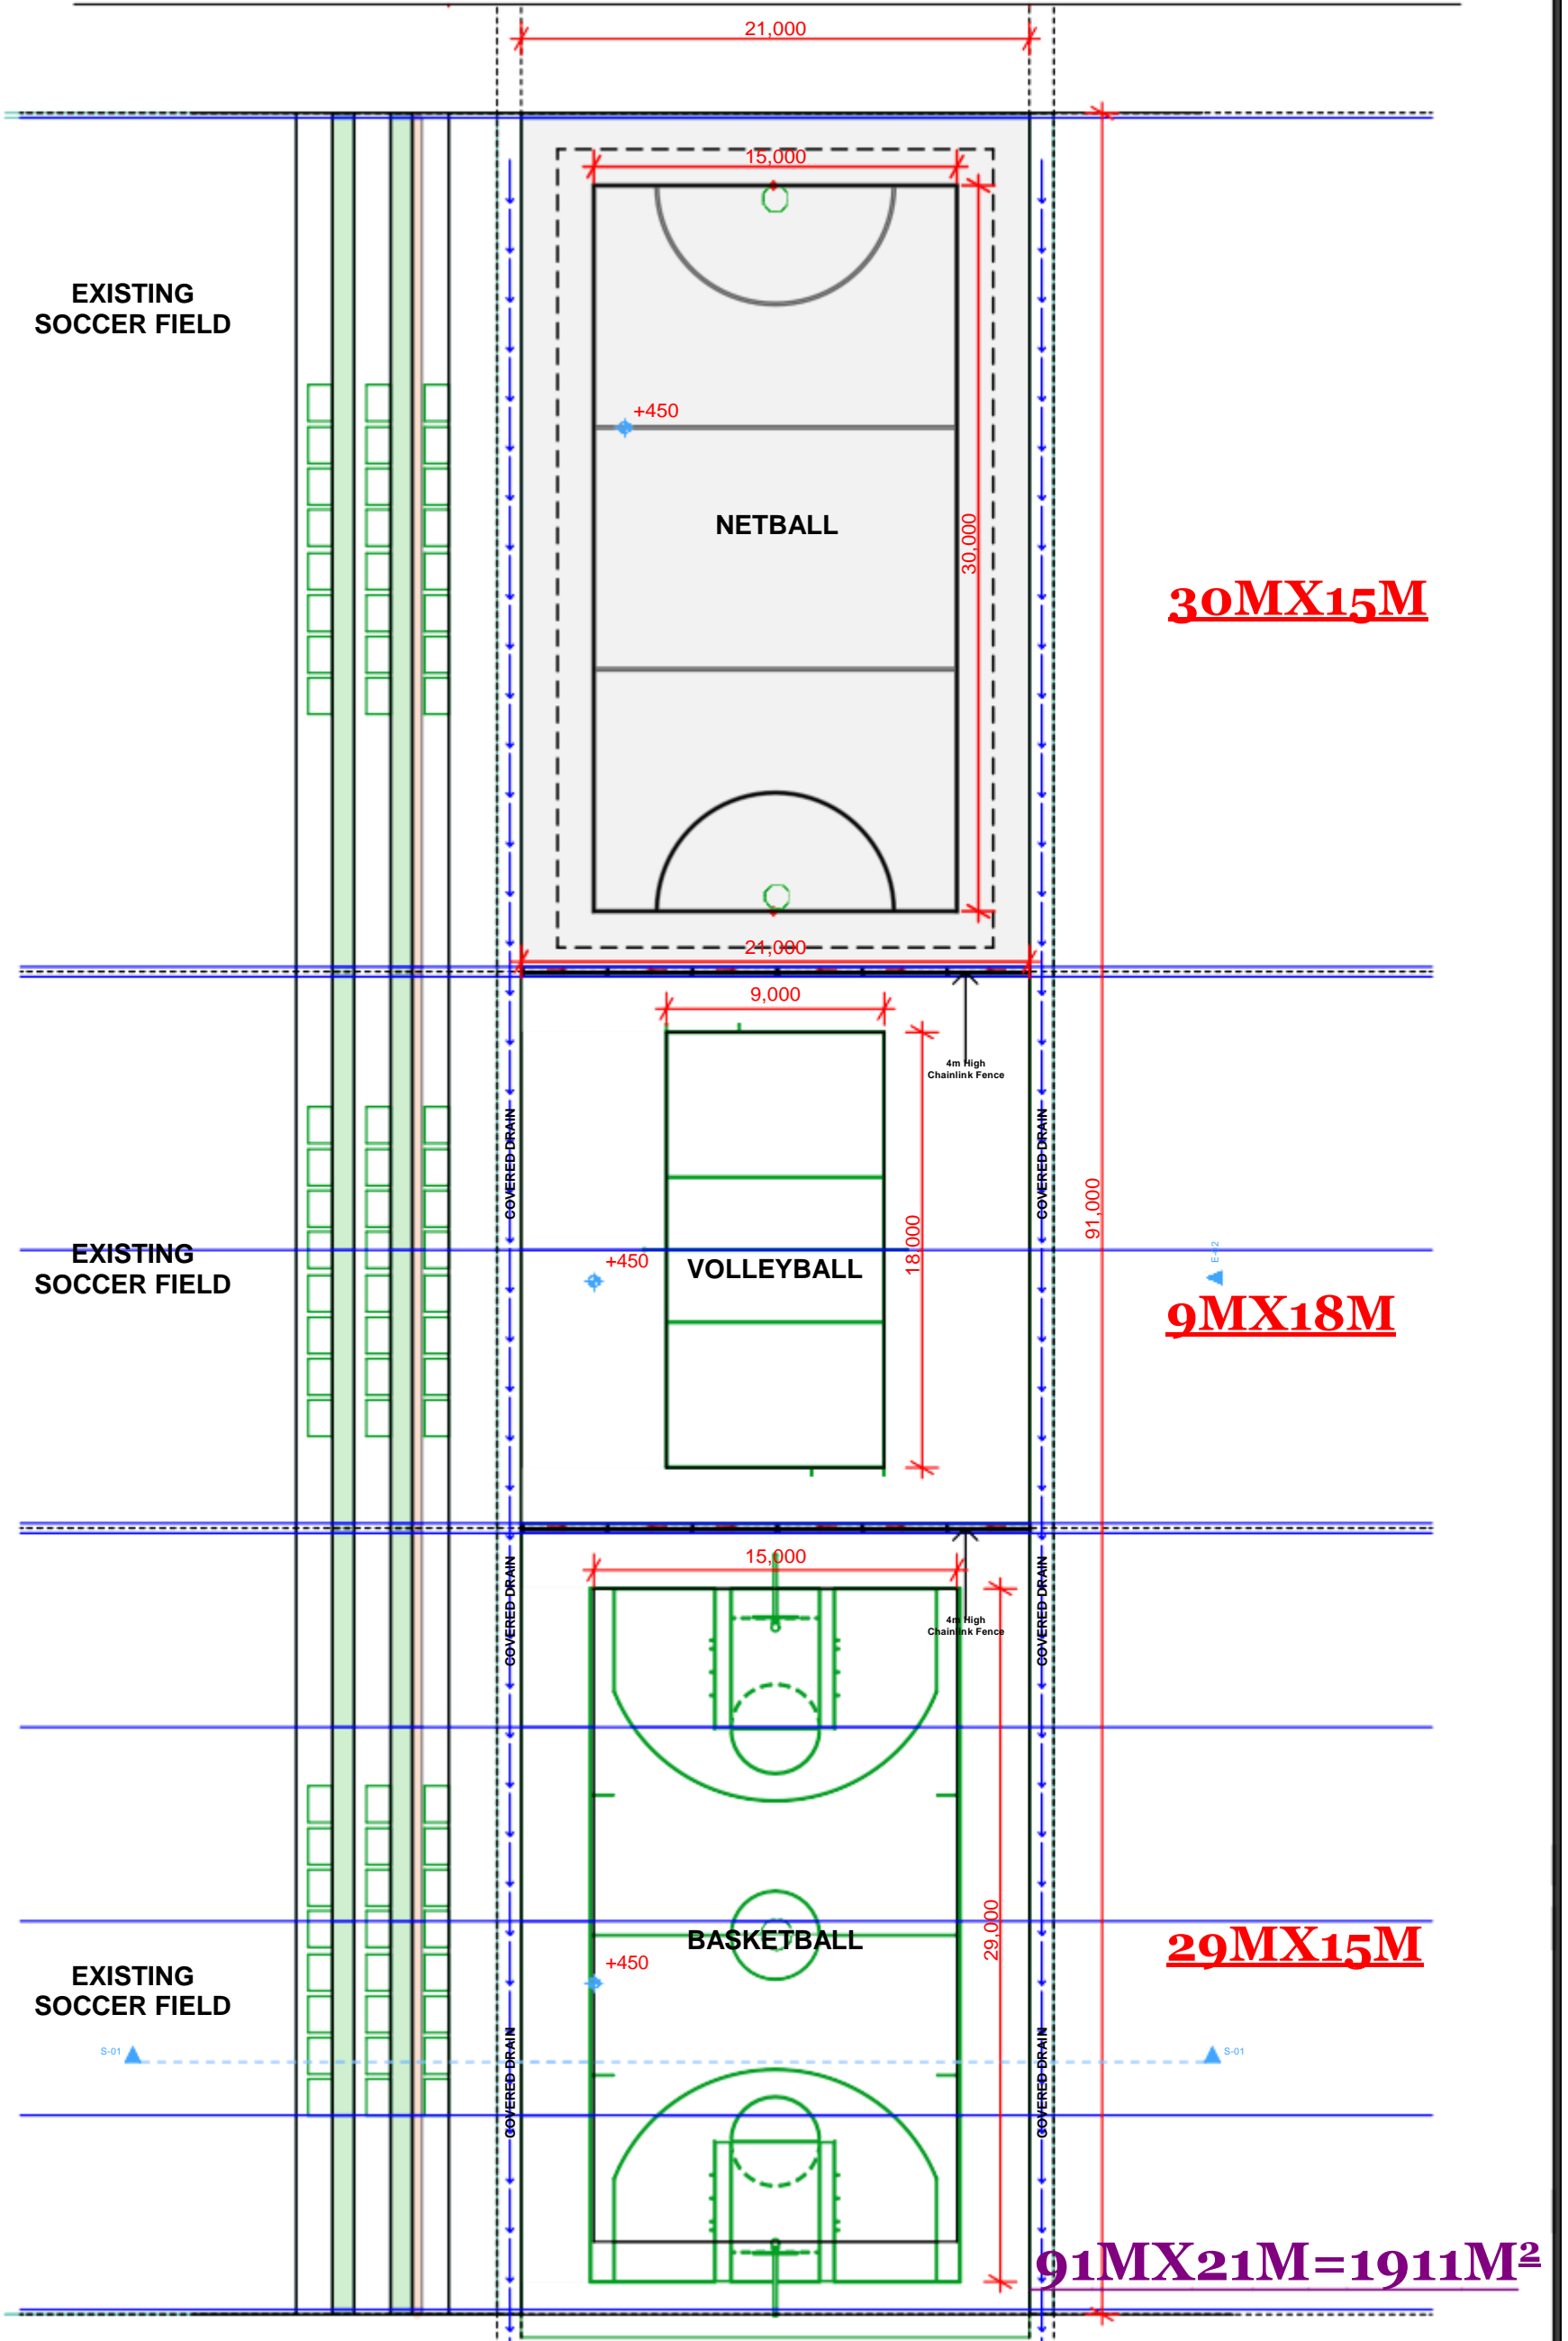 21,000
15,000
EXISTING
SOCCER FIELD
+450
NETBALL
30,000
30MX15M
21,000
9,000
4m High
Chainlink Fence
COVERED DRAIN
COVERED DRAIN
91,000
18,000
EXISTING
SOCCER FIELD
+450
VOLLEYBALL
E-02
9MX18M
15,000
COVERED DRAIN
COVERED DRAIN
4m High
Chainlink Fence
29,000
BASKETBALL
29MX15M
+450
EXISTING
SOCCER FIELD
S-01
S-01
COVERED DRAIN
COVERED DRAIN
91MX21M=1911M²